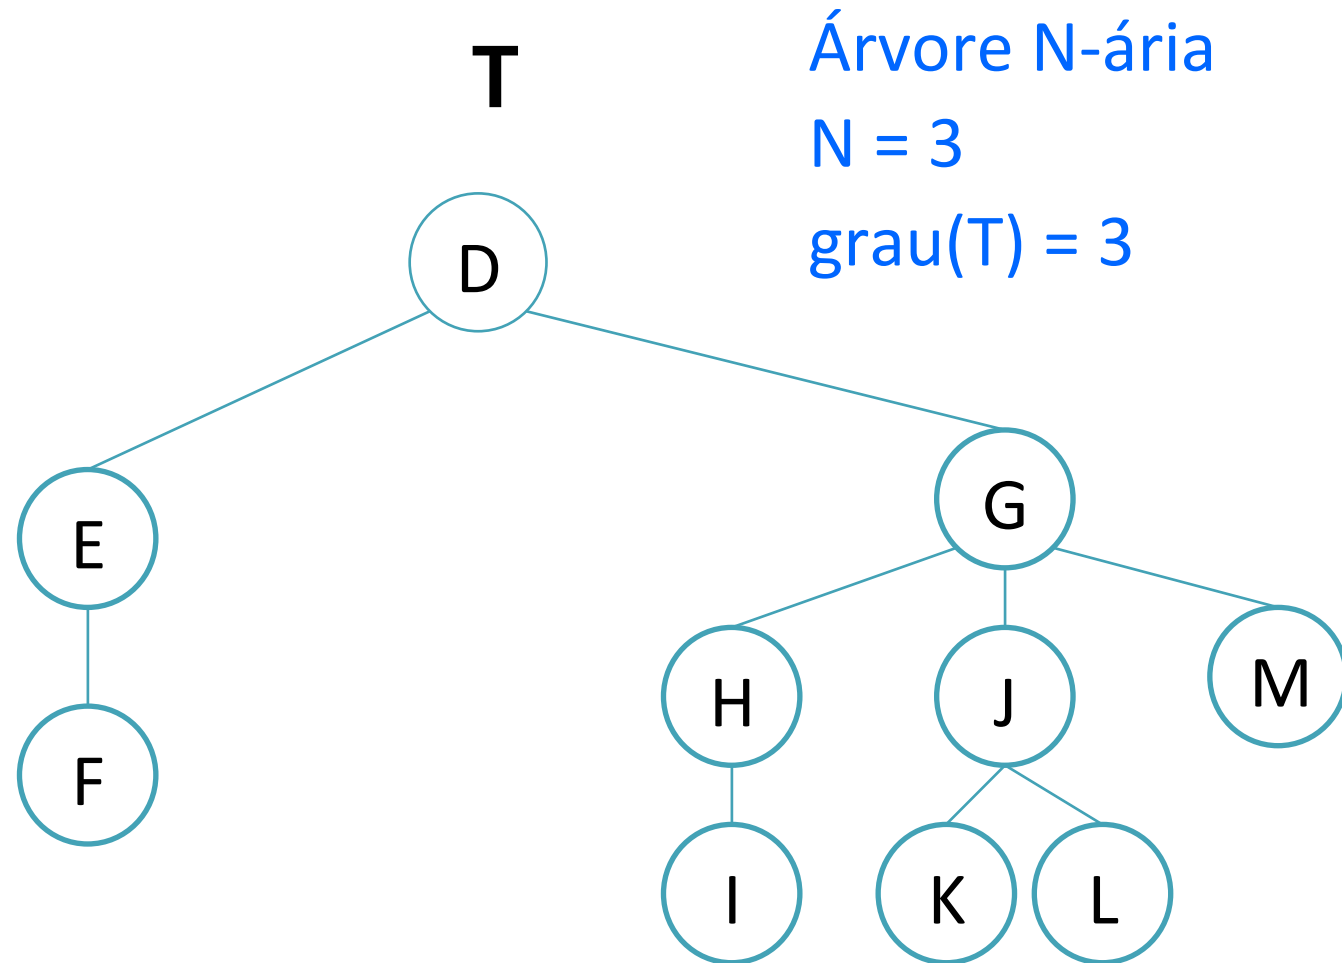 T
Árvore N-ária
N = 3
grau(T) = 3
D
E
G
F
H
J
M
I
K
L